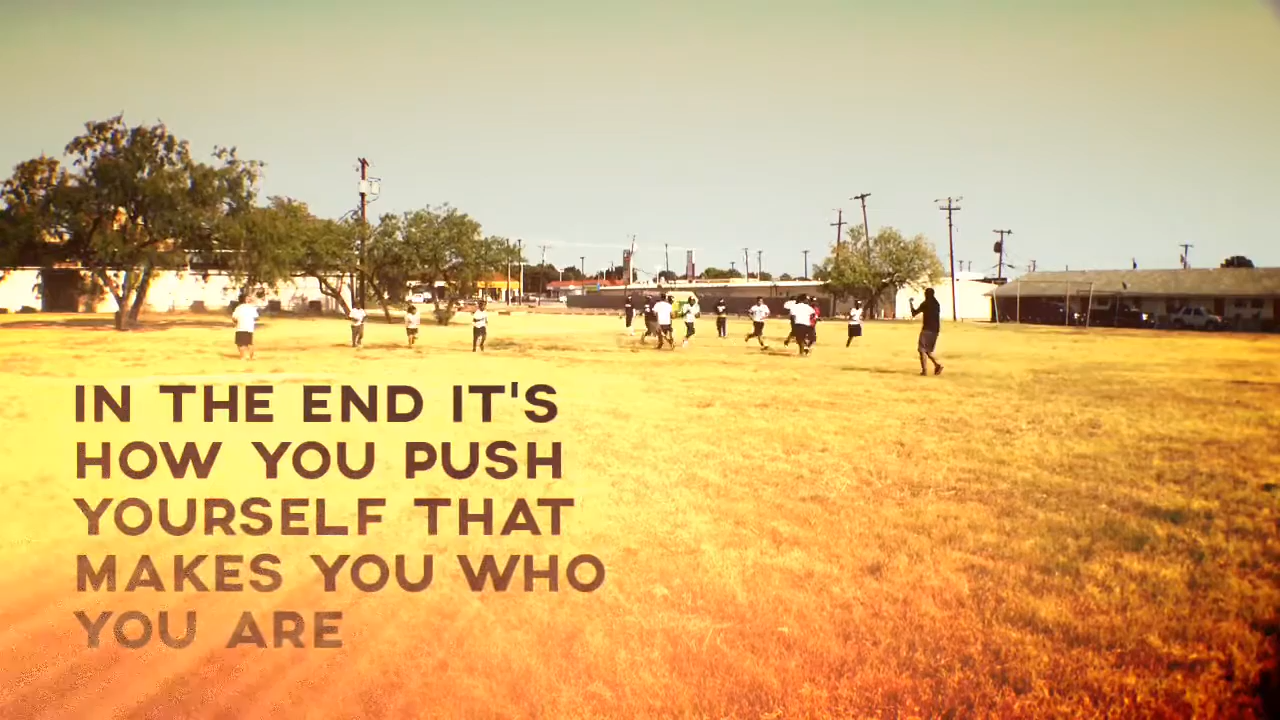 IN THE END IT'S
HOW YOU PUSH
YOURSELF THAT
MAKES YOU WHO
YOU ARE